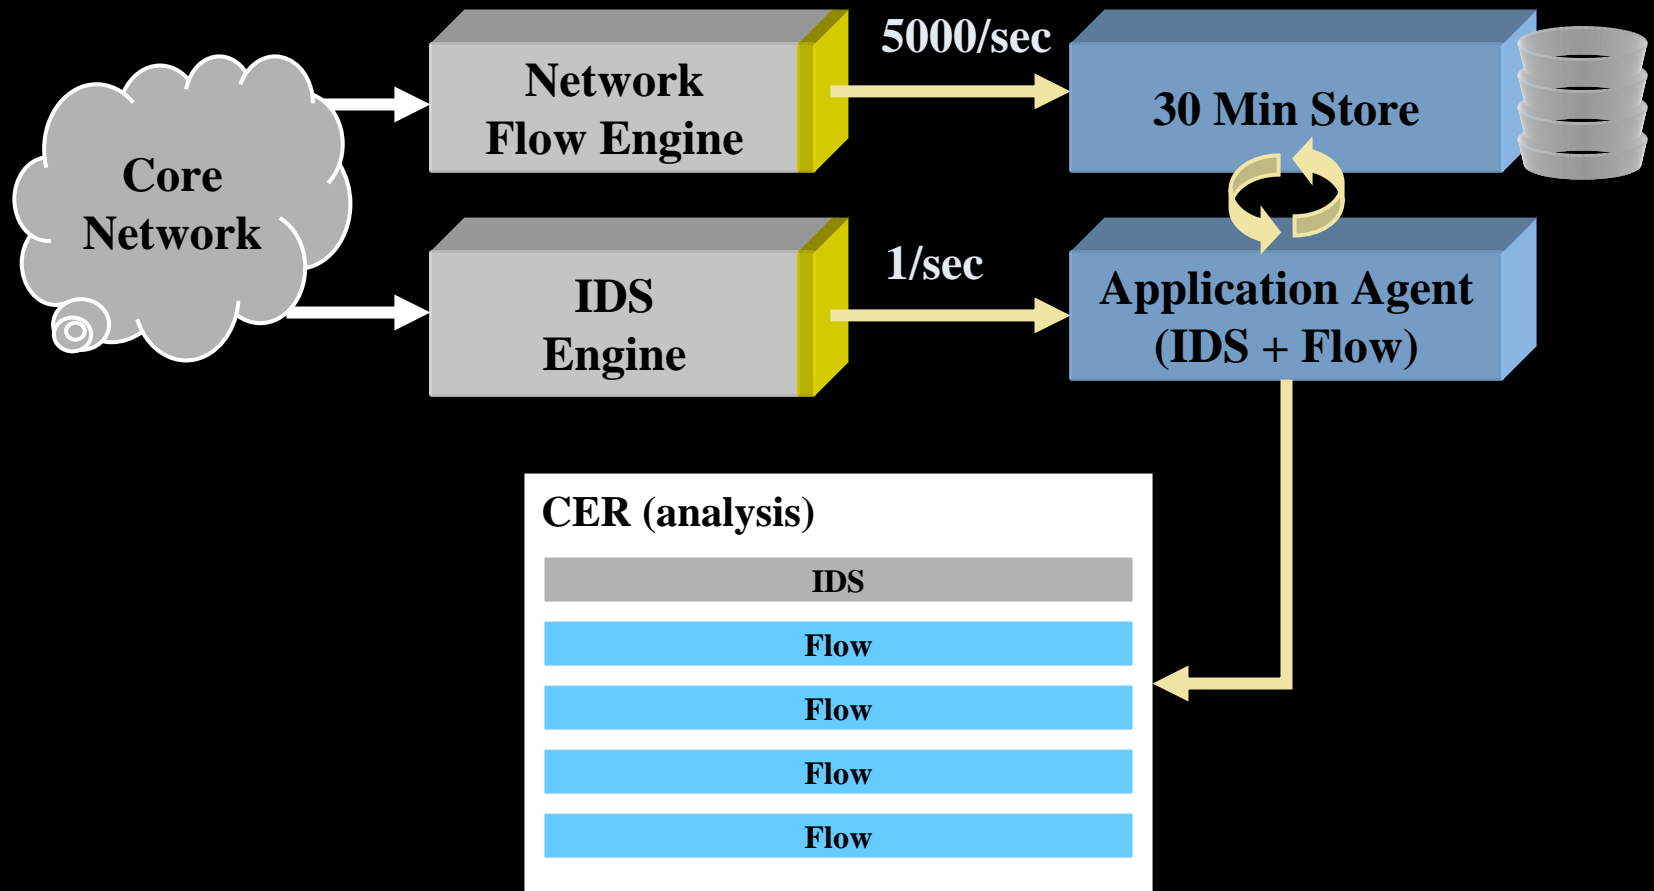 Core
Network
Network
Flow Engine
5000/sec
30 Min Store
IDS
Engine
1/sec
Application Agent
(IDS + Flow)
CER (analysis)
IDS
Flow
Flow
Flow
Flow